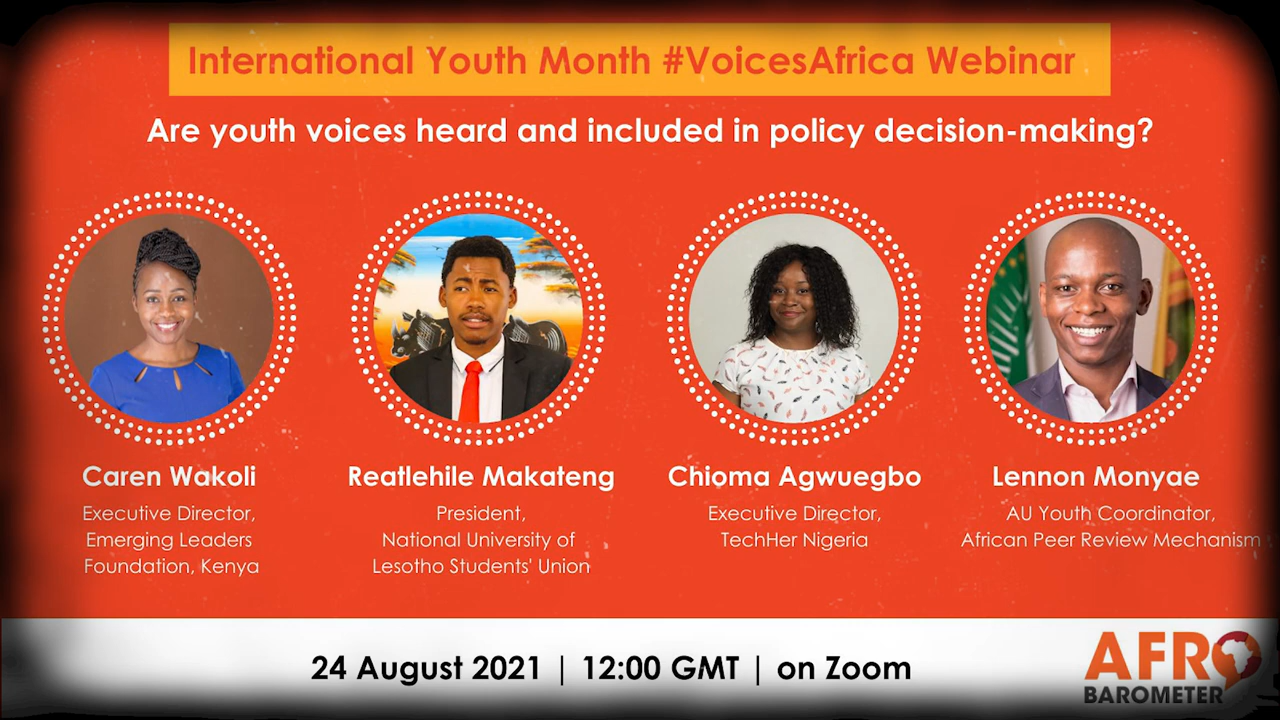 International Youth Month #VoicesAfrica Webinar
Are youth voices heard and included in policy decision-making?
Caren Wakoli
Executive Director,
Emerging Leaders
Foundation, Kenya
Reatlehile Makateng
President,
National University of
Lesotho Students' Union
Chioma Agwuegbo
Executive Director,
TechHer Nigeria
Lennon Monyae
AU Youth Coordinator,
African Peer Review Mechanism
24 August 2021 | 12:00 GMT | on Zoom
AFRO
BAROMETER